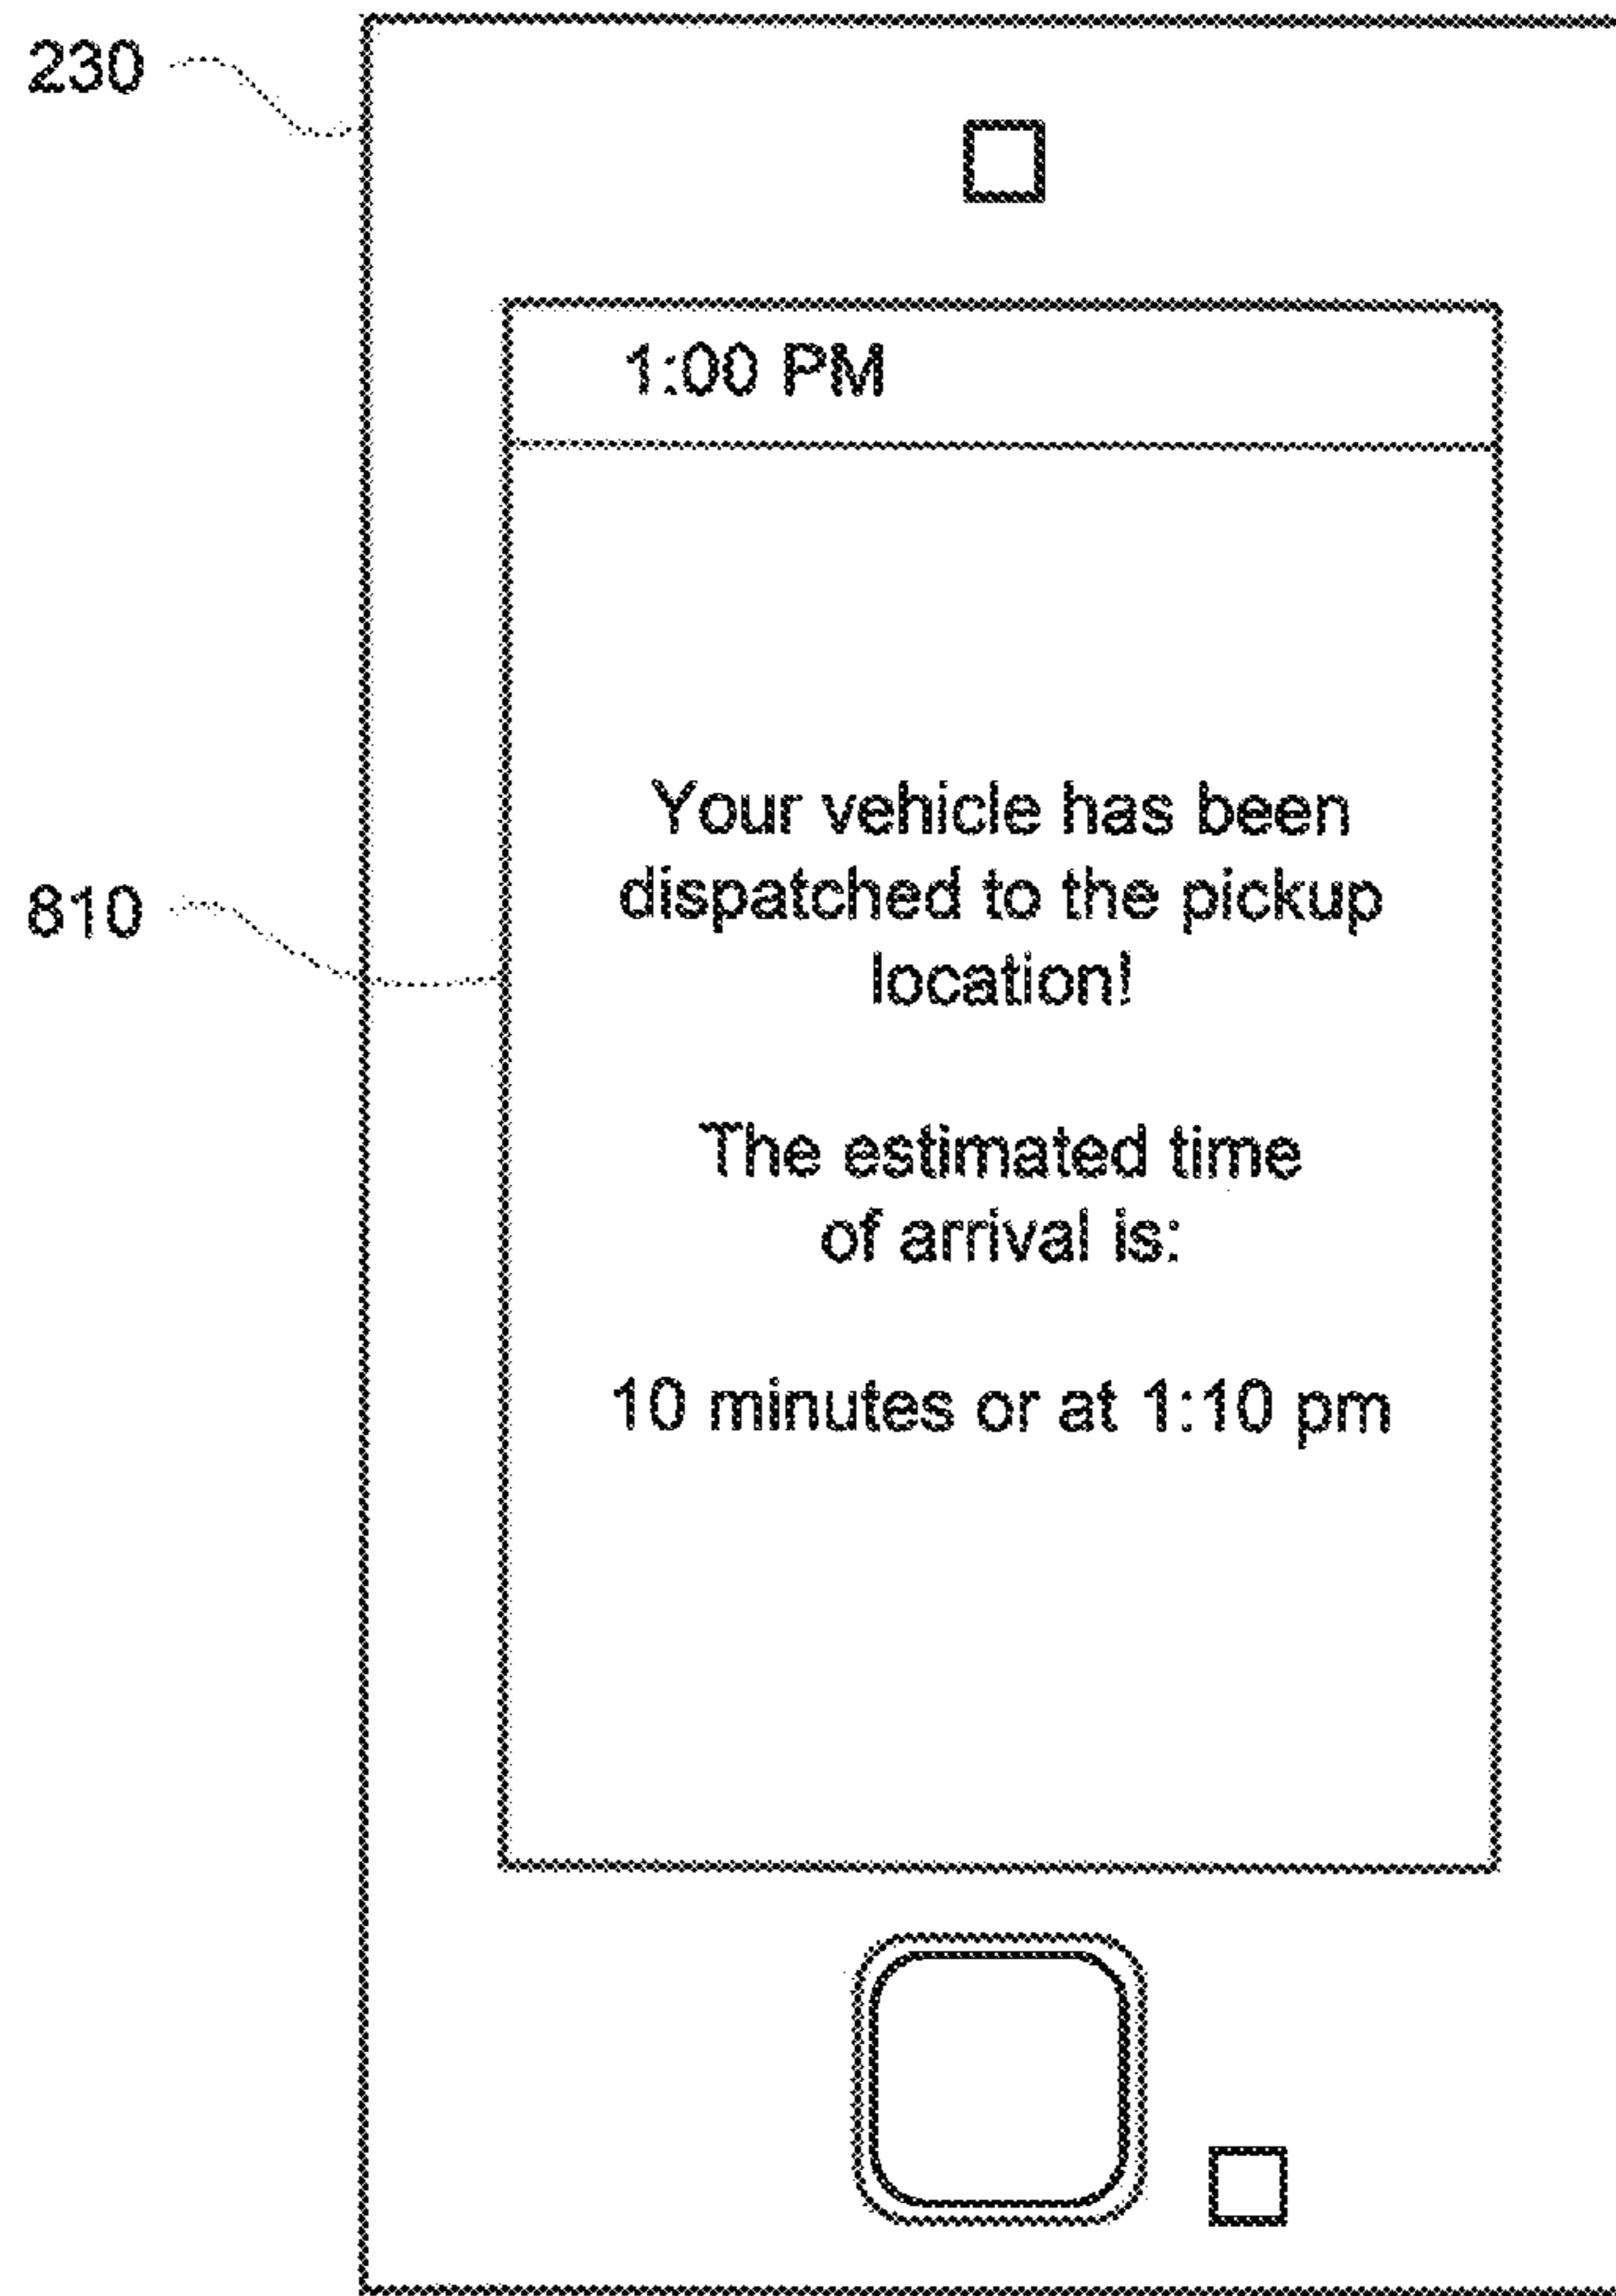 230
1:00 PM
810
Your vehicle has been
dispatched to the pickup
location!
The estimated time
of arrival is:
10 minutes or at 1:10 pm